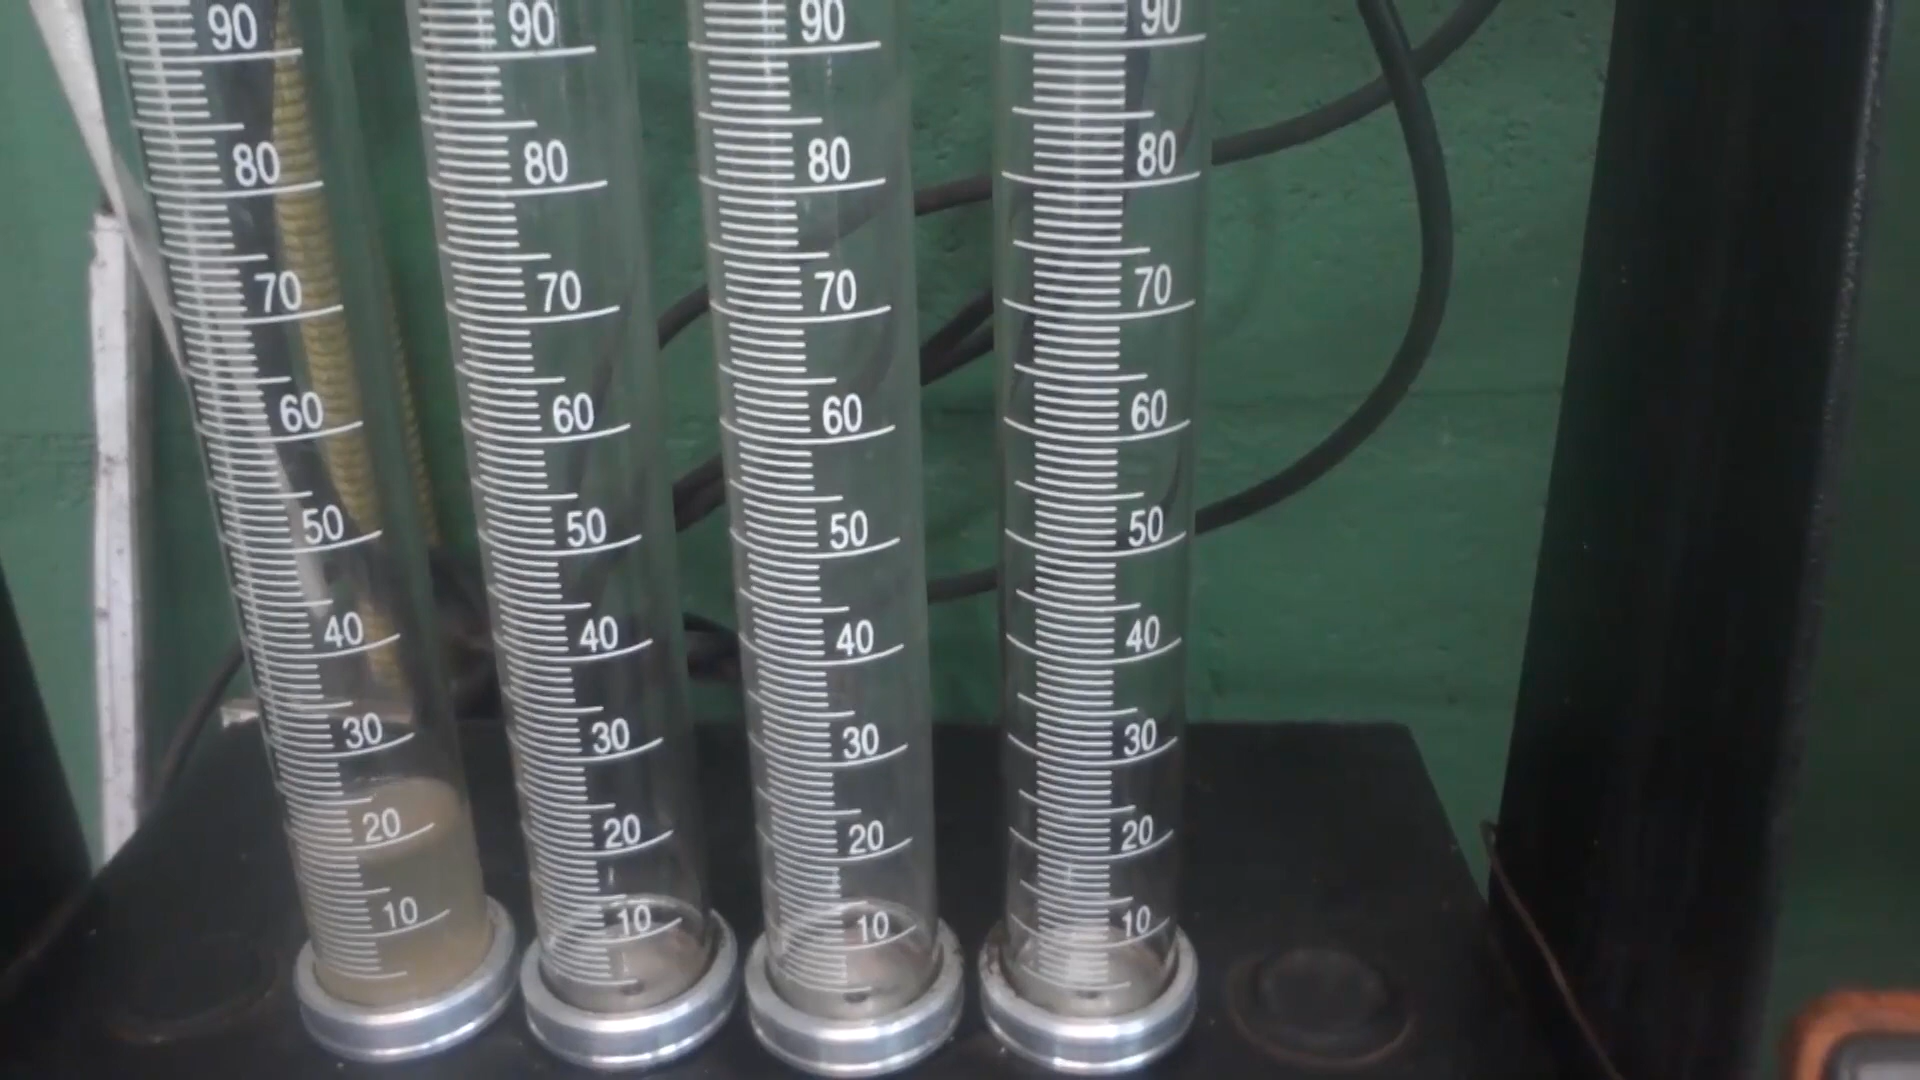 90 90 90 90
80 80 80 80
70 70 70 70
60 60 60 60
50 50 50 50
40 40 40 40
30 30 30 30
20 20 20 20
10 10 10 10